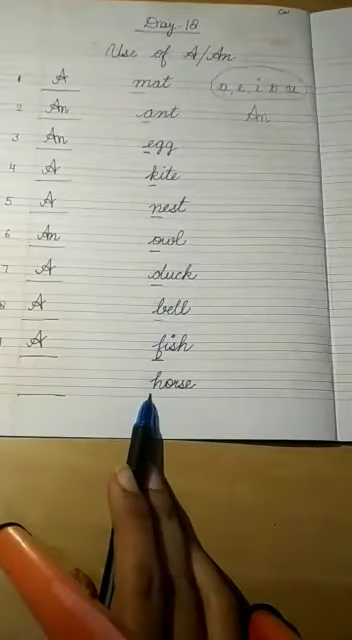 Day-18
Use of A/An
1 A mat a, e, i, o, u
2 An ant An
3 An egg
4 A kite
5 A nest
6 An owl
7 A duck
8 A bell
9 A fish
horse